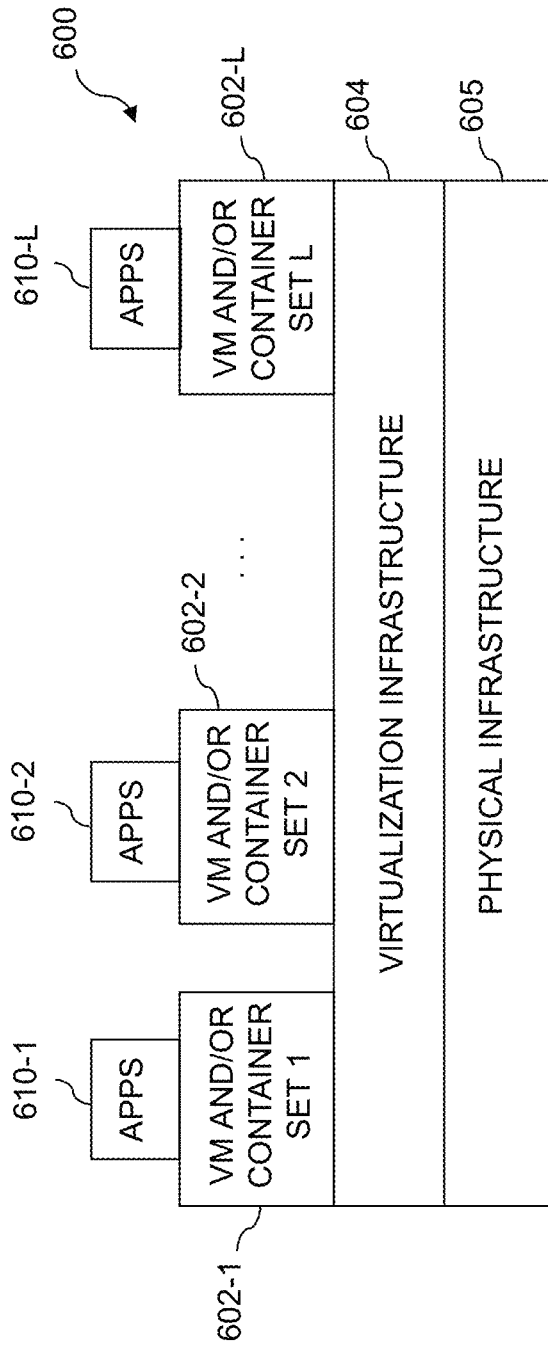 600
610-1
610-2
610-L
APPS
APPS
APPS
602-1
VM AND/OR
CONTAINER
SET 1
602-2
VM AND/OR
CONTAINER
SET 2
. . .
602-L
VM AND/OR
CONTAINER
SET L
604
VIRTUALIZATION INFRASTRUCTURE
605
PHYSICAL INFRASTRUCTURE